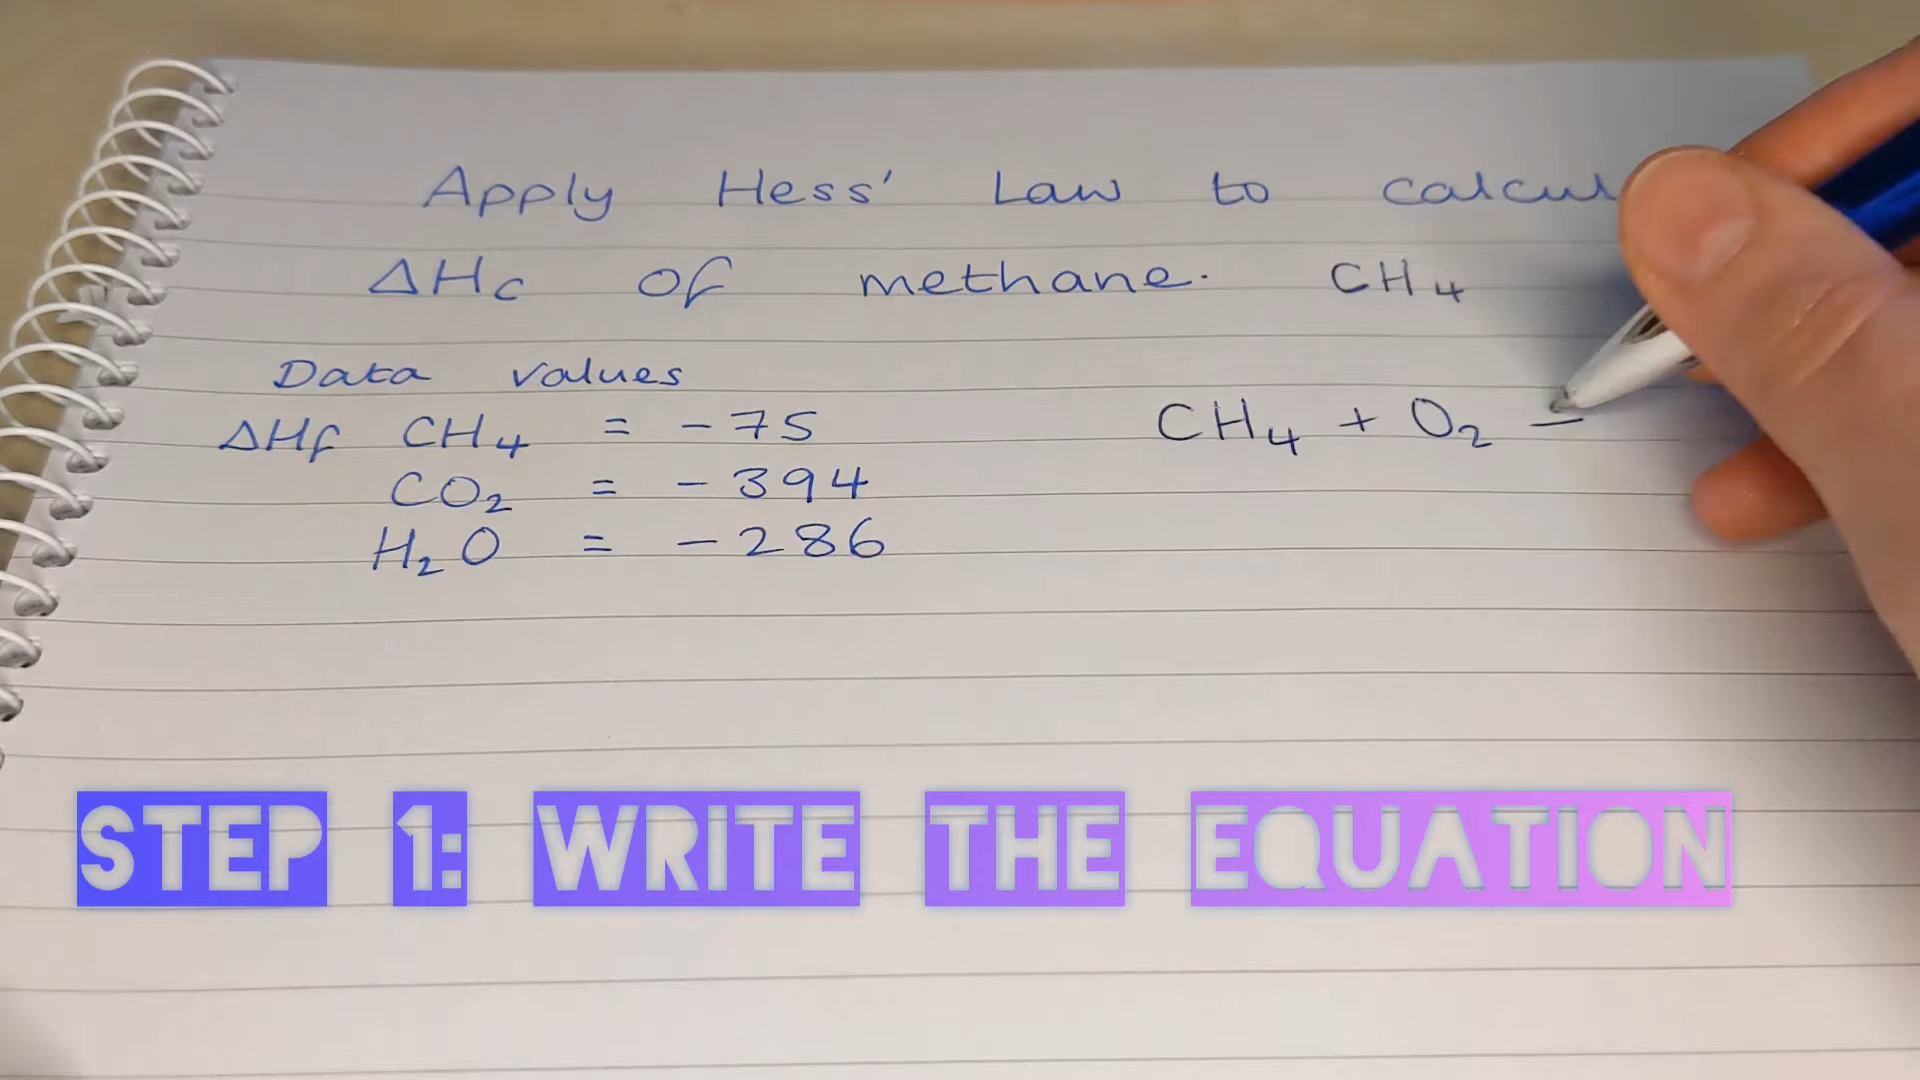 Apply Hess' Law to calcul
ΔHc of methane. CH₄
Data values
ΔHf CH₄ = -75
CO₂ = -394
H₂O = -286
CH₄ + O₂ –
STEP 1: WRITE THE EQUATION